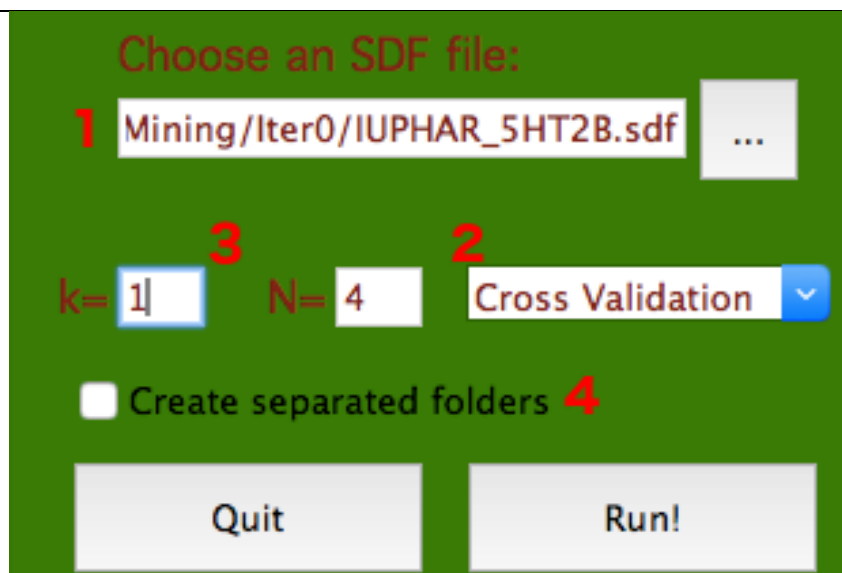 Choose an SDF file:
1 Mining/Iter0/IUPHAR_5HT2B.sdf ...
3 2
k= 1 N= 4 Cross Validation
Create separated folders 4
Quit Run!